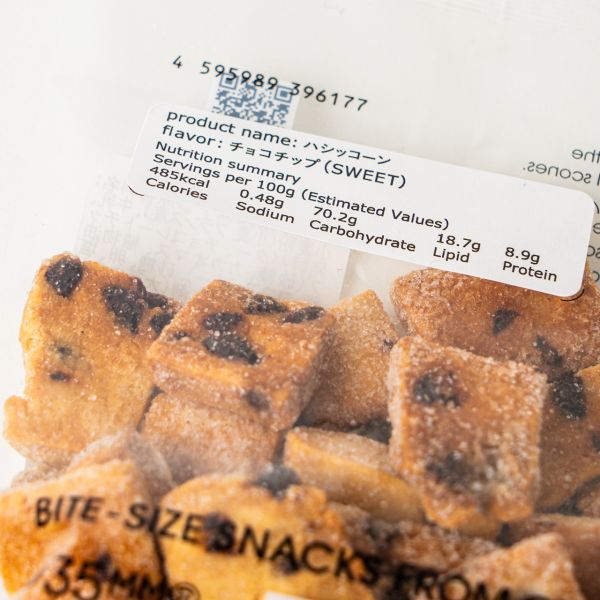 4 595989 396177
product name: ハシッコーン
flavor: チョコチップ (SWEET)
Nutrition summary
Servings per 100g (Estimated Values)
485kcal 0.48g 70.2g 18.7g 8.9g
Calories Sodium Carbohydrate Lipid Protein
the
scones.
BITE-SIZE SNACKS FROM
35MM®